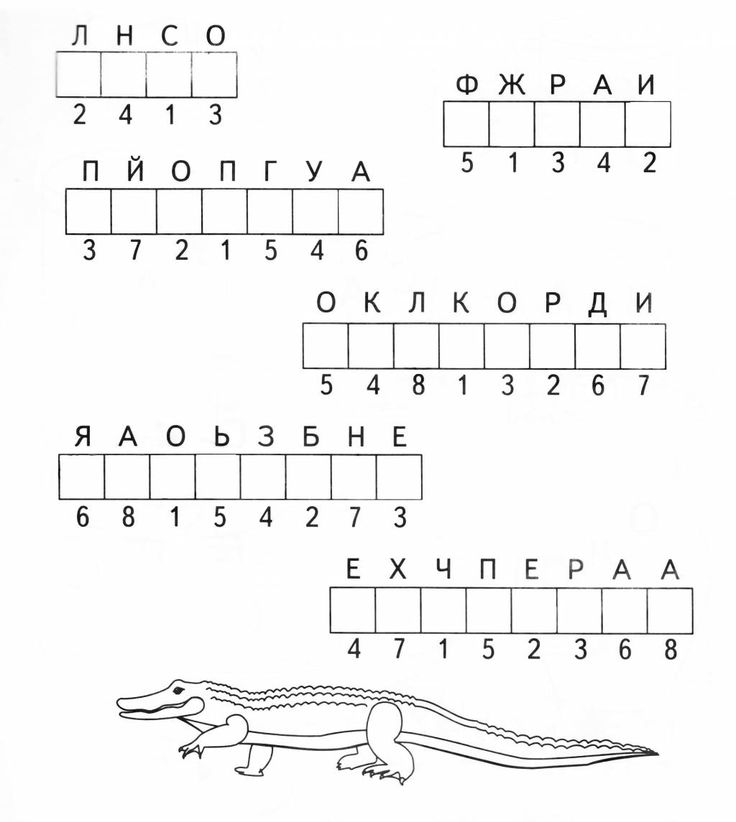 Л Н С О
2 4 1 3
Ф Ж Р А И
5 1 3 4 2
П Й О П Г У А
3 7 2 1 5 4 6
О К Л К О Р Д И
5 4 8 1 3 2 6 7
Я А О Ь З Б Н Е
6 8 1 5 4 2 7 3
Е Х Ч П Е Р А А
4 7 1 5 2 3 6 8